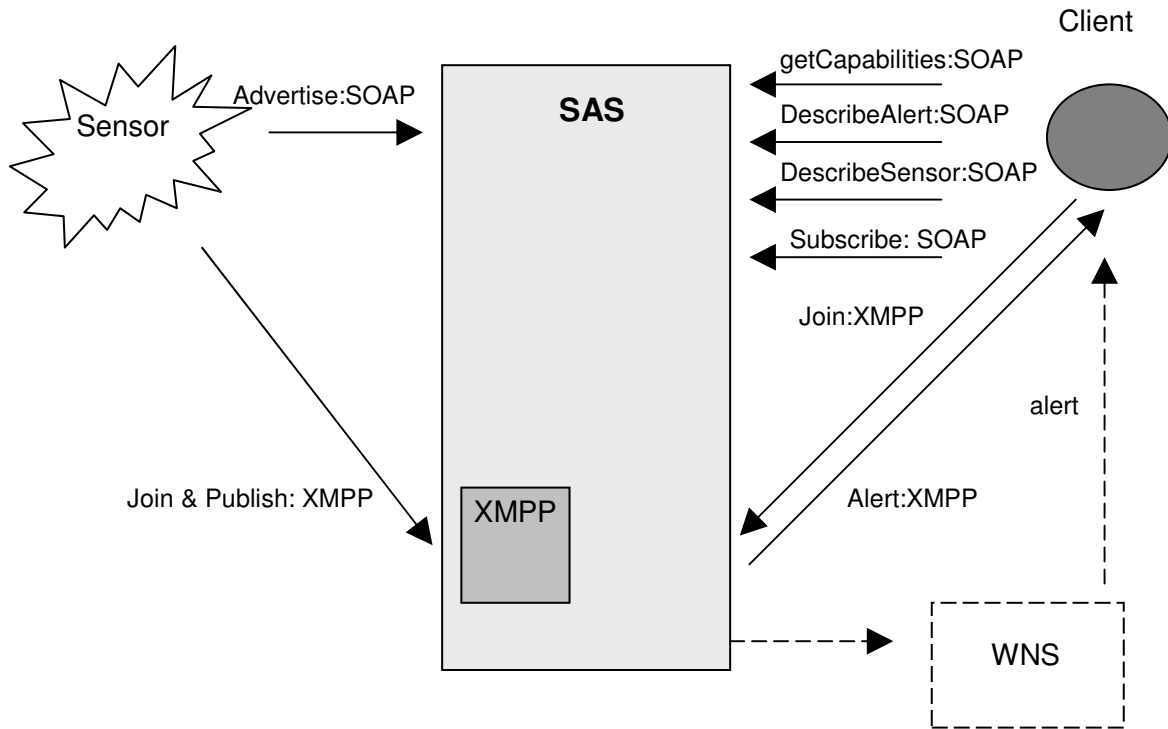 Client
getCapabilities:SOAP
Advertise:SOAP
SAS
DescribeAlert:SOAP
Sensor
DescribeSensor:SOAP
Subscribe: SOAP
Join:XMPP
alert
Join & Publish: XMPP
XMPP
Alert:XMPP
WNS